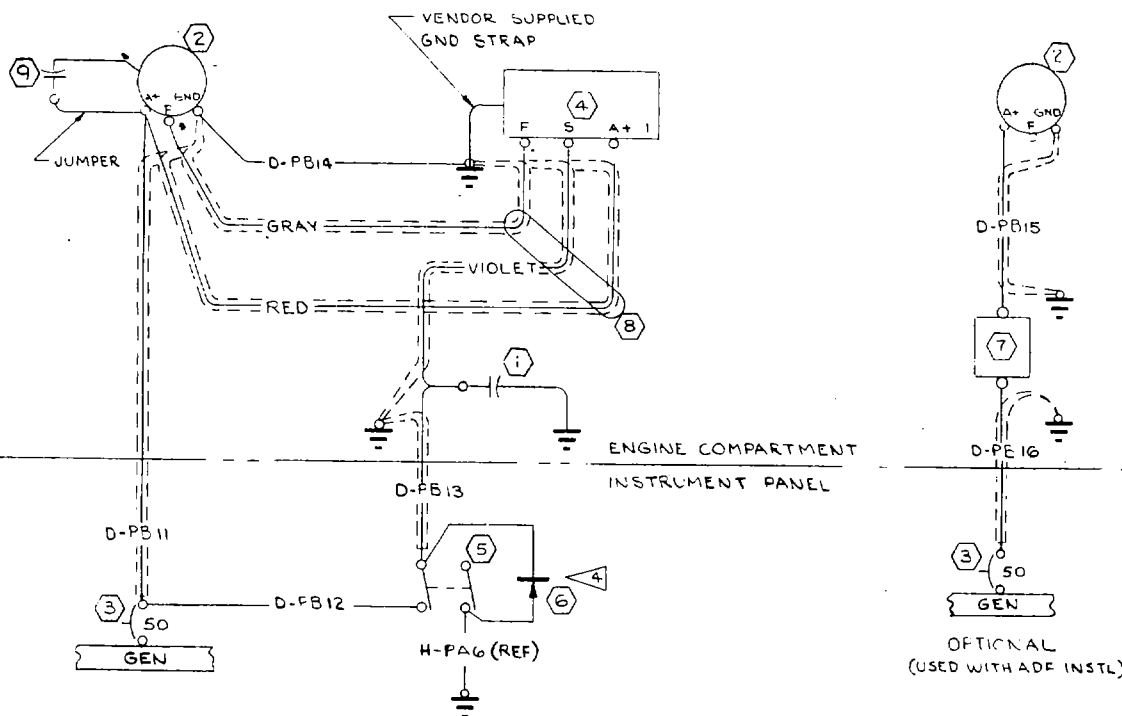 VENDOR SUPPLIED
GND STRAP
2
9
A+
F
GND
JUMPER
4
F S A+ 1
D-PB14
GRAY
VIOLET
RED
8
1
ENGINE COMPARTMENT
INSTRUMENT PANEL
D-PB13
D-PB11
5
4
6
3
50
D-PB12
GEN
H-PA6 (REF)
2
A+
F
GND
D-PB15
7
D-PB16
3
50
GEN
OPTIONAL
(USED WITH ADF INSTL)